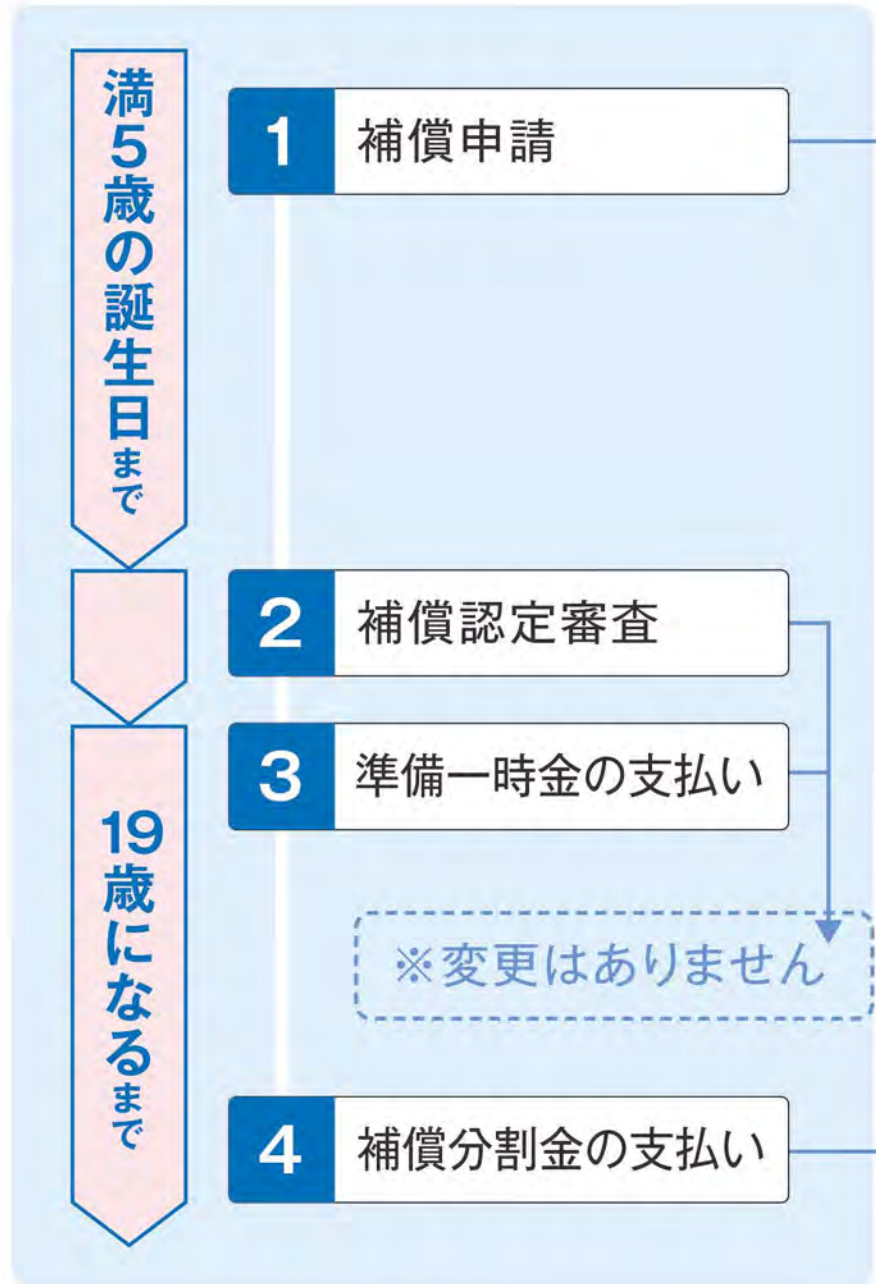 満5歳の誕生日まで
1 補償申請
2 補償認定審査
3 準備一時金の支払い
※変更はありません
19歳になるまで
4 補償分割金の支払い